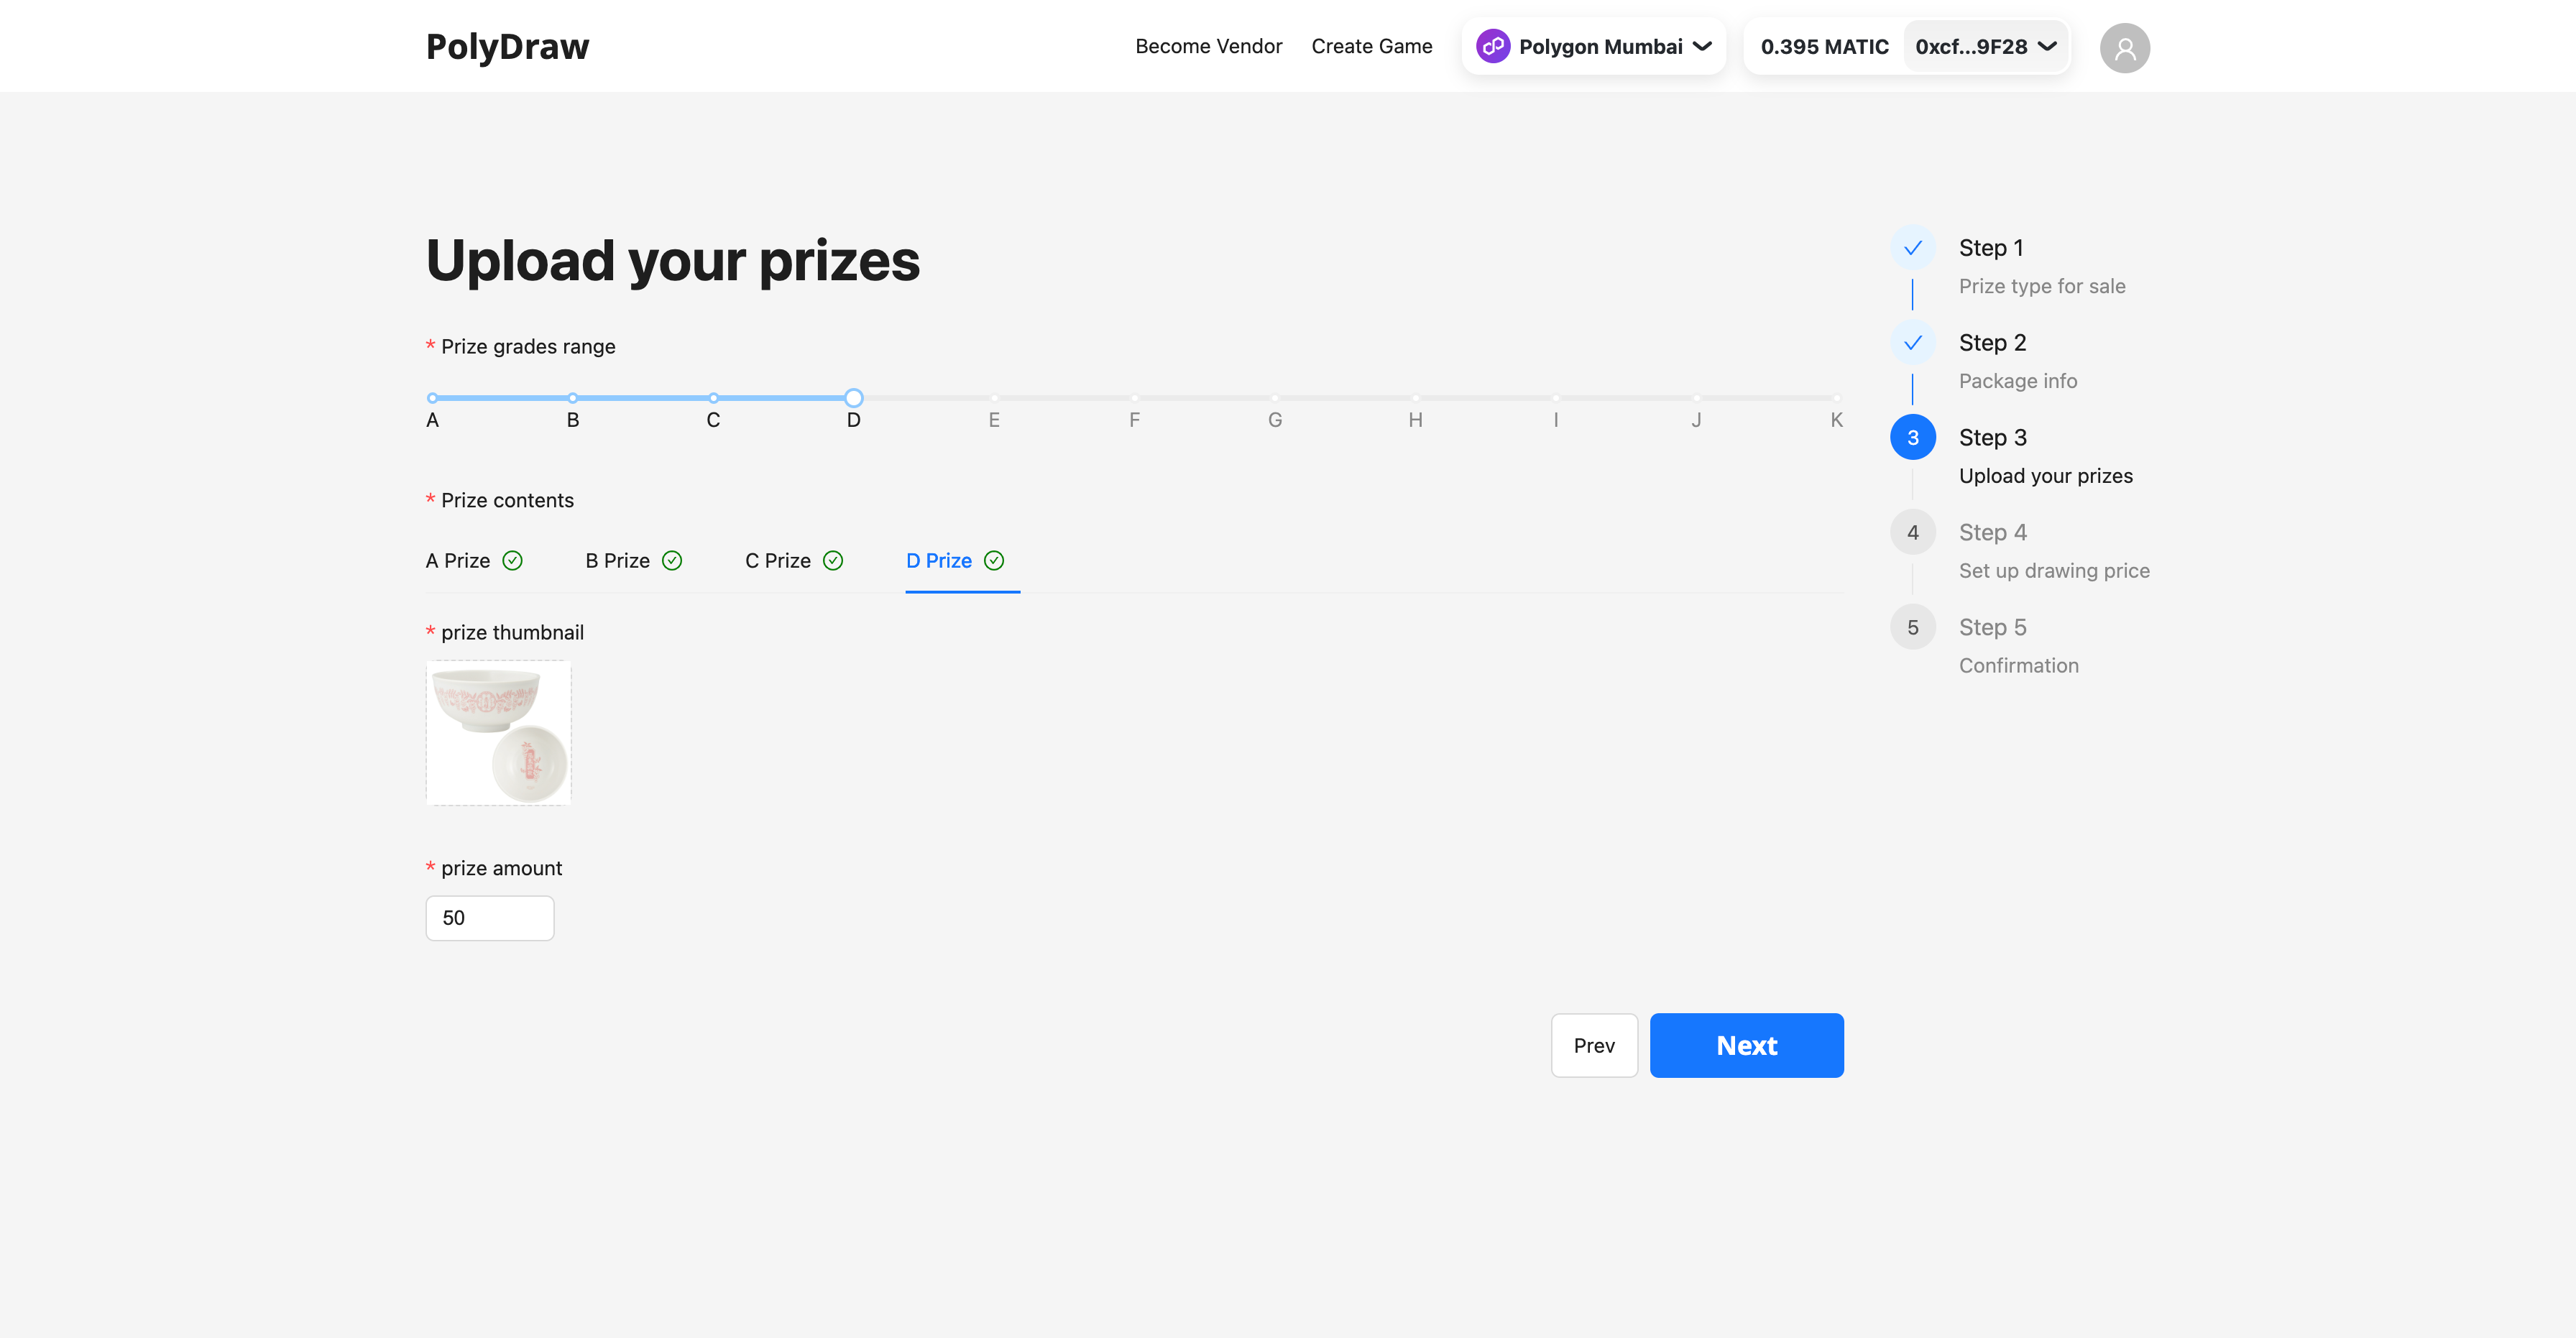 PolyDraw
Become Vendor
Create Game
Polygon Mumbai
0.395 MATIC
0xcf...9F28
Upload your prizes
* Prize grades range
A B C D E F G H I J K
* Prize contents
A Prize
B Prize
C Prize
D Prize
* prize thumbnail
* prize amount
50
Prev
Next
Step 1
Prize type for sale
Step 2
Package info
3
Step 3
Upload your prizes
4
Step 4
Set up drawing price
5
Step 5
Confirmation